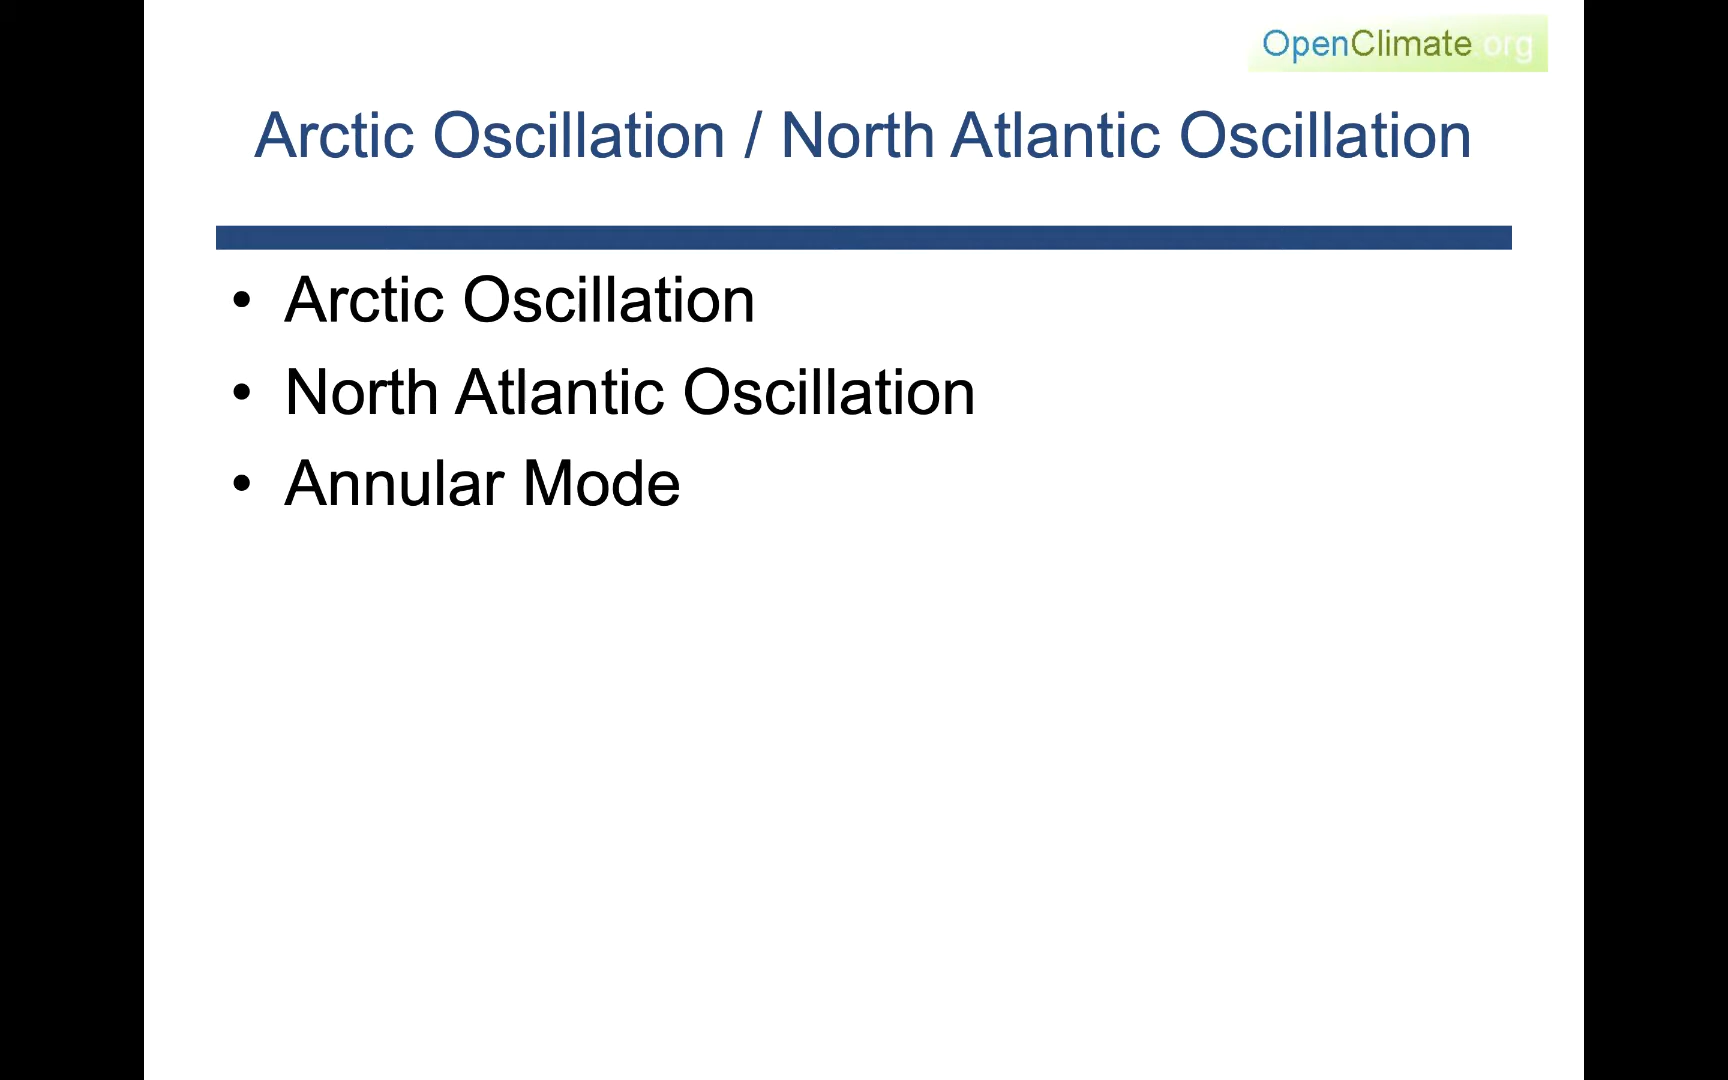 OpenClimate.org
Arctic Oscillation / North Atlantic Oscillation
• Arctic Oscillation
• North Atlantic Oscillation
• Annular Mode